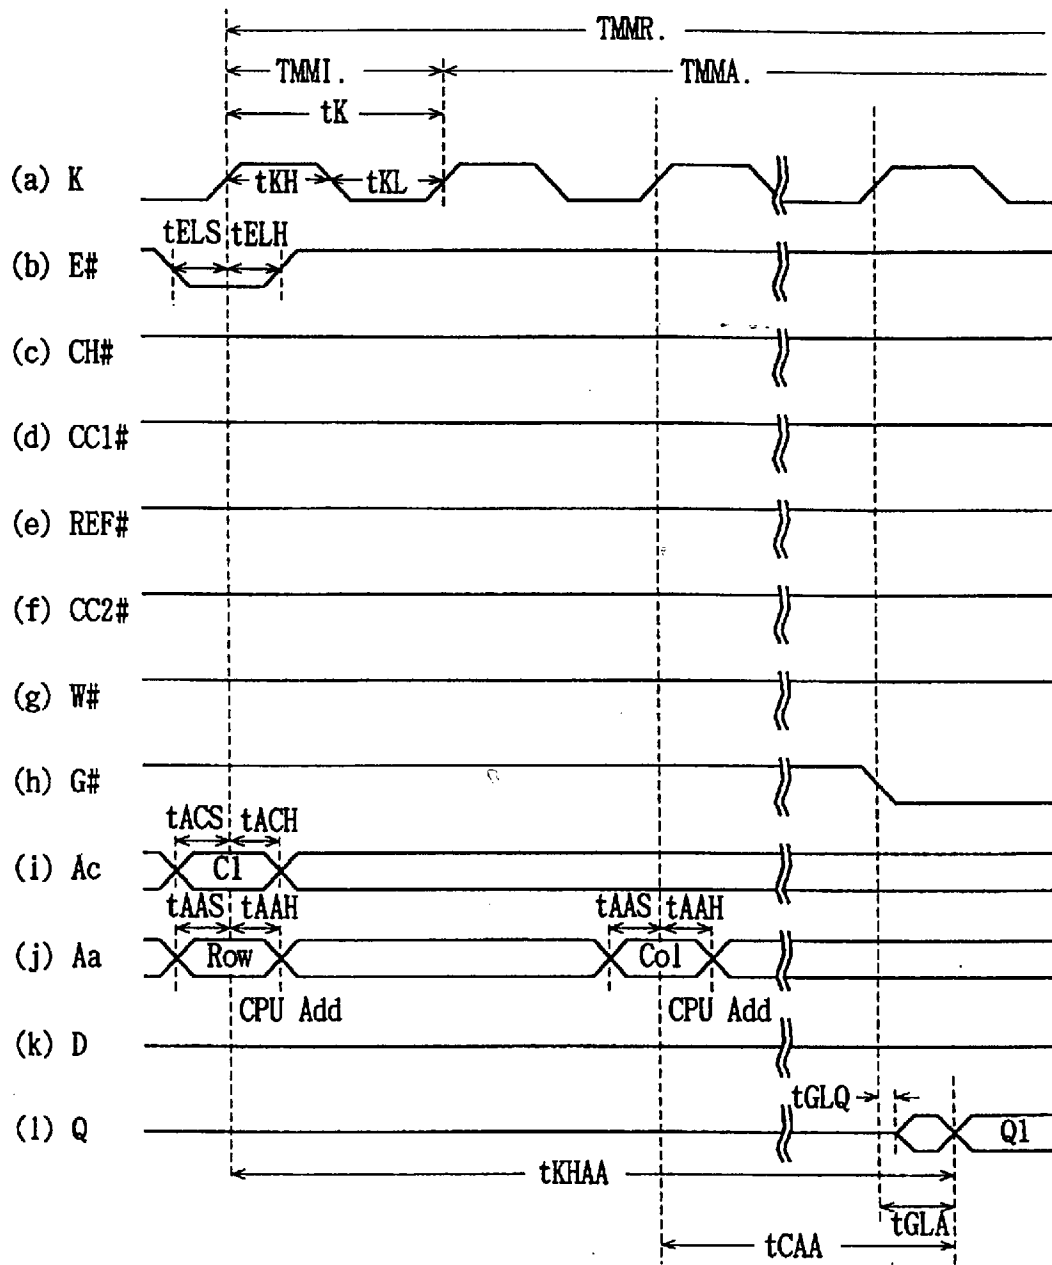 TMMR.
TMMI. TMMA.
tK
(a) K tKH tKL
tELS tELH
(b) E#
(c) CH#
(d) CC1#
(e) REF#
(f) CC2#
(g) W#
(h) G#
tACS tACH
(i) Ac C1
tAAS tAAH tAAS tAAH
(j) Aa Row Col
CPU Add CPU Add
(k) D
tGLQ
(l) Q Q1
tKHAA
tGLA
tCAA